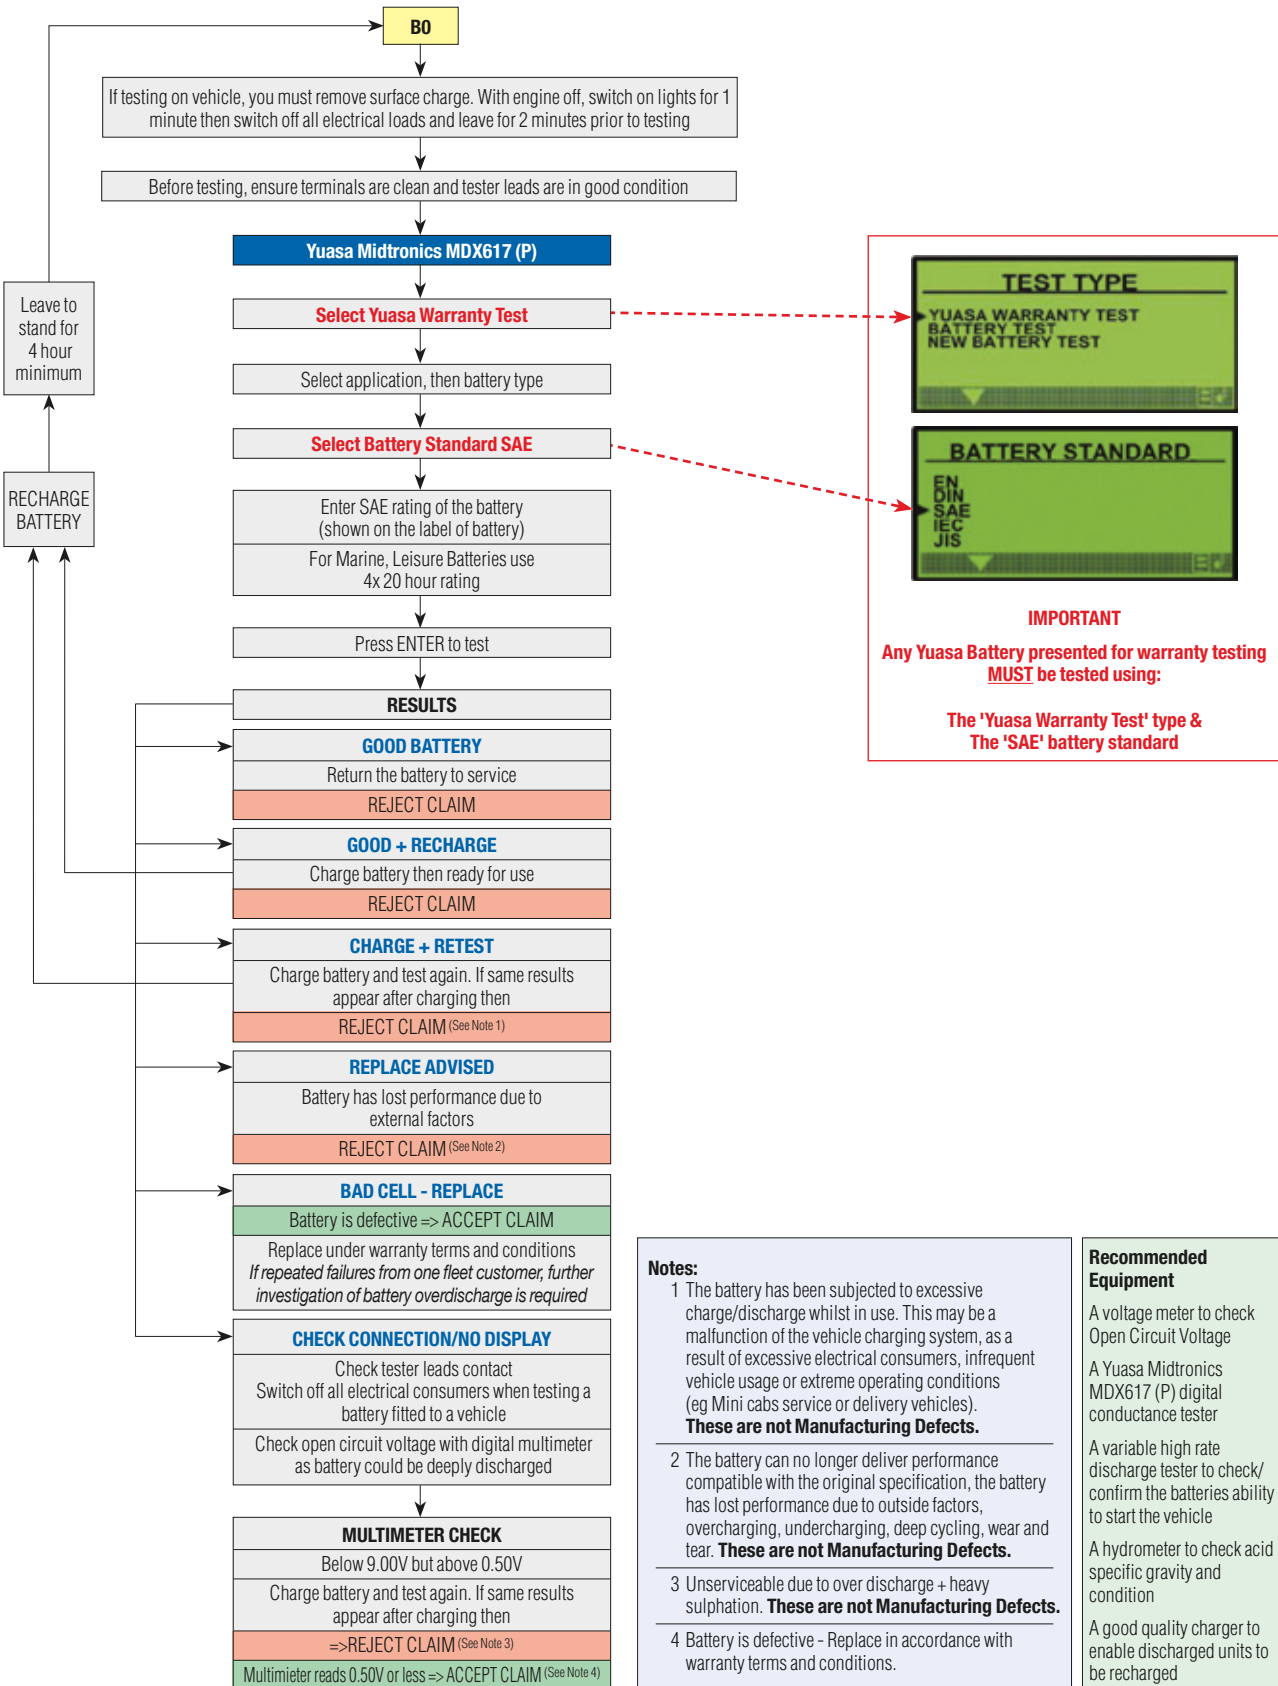 B0
If testing on vehicle, you must remove surface charge. With engine off, switch on lights for 1
minute then switch off all electrical loads and leave for 2 minutes prior to testing
Before testing, ensure terminals are clean and tester leads are in good condition
Yuasa Midtronics MDX617 (P)
Select Yuasa Warranty Test
Select application, then battery type
Select Battery Standard SAE
Enter SAE rating of the battery
(shown on the label of battery)
For Marine, Leisure Batteries use
4x 20 hour rating
Press ENTER to test
RESULTS
GOOD BATTERY
Return the battery to service
REJECT CLAIM
GOOD + RECHARGE
Charge battery then ready for use
REJECT CLAIM
CHARGE + RETEST
Charge battery and test again. If same results
appear after charging then
REJECT CLAIM (See Note 1)
REPLACE ADVISED
Battery has lost performance due to
external factors
REJECT CLAIM (See Note 2)
BAD CELL - REPLACE
Battery is defective => ACCEPT CLAIM
Replace under warranty terms and conditions
If repeated failures from one fleet customer, further
investigation of battery overdischarge is required
CHECK CONNECTION/NO DISPLAY
Check tester leads contact
Switch off all electrical consumers when testing a
battery fitted to a vehicle
Check open circuit voltage with digital multimeter
as battery could be deeply discharged
MULTIMETER CHECK
Below 9.00V but above 0.50V
Charge battery and test again. If same results
appear after charging then
=>REJECT CLAIM (See Note 3)
Multimieter reads 0.50V or less => ACCEPT CLAIM (See Note 4)
Leave to
stand for
4 hour
minimum
RECHARGE
BATTERY
TEST TYPE
YUASA WARRANTY TEST
BATTERY TEST
NEW BATTERY TEST
BATTERY STANDARD
EN
DIN
SAE
IEC
JIS
IMPORTANT
Any Yuasa Battery presented for warranty testing
MUST be tested using:
The 'Yuasa Warranty Test' type &
The 'SAE' battery standard
Notes:
1 The battery has been subjected to excessive
charge/discharge whilst in use. This may be a
malfunction of the vehicle charging system, as a
result of excessive electrical consumers, infrequent
vehicle usage or extreme operating conditions
(eg Mini cabs service or delivery vehicles).
These are not Manufacturing Defects.
2 The battery can no longer deliver performance
compatible with the original specification, the battery
has lost performance due to outside factors,
overcharging, undercharging, deep cycling, wear and
tear. These are not Manufacturing Defects.
3 Unserviceable due to over discharge + heavy
sulphation. These are not Manufacturing Defects.
4 Battery is defective - Replace in accordance with
warranty terms and conditions.
Recommended
Equipment
A voltage meter to check
Open Circuit Voltage
A Yuasa Midtronics
MDX617 (P) digital
conductance tester
A variable high rate
discharge tester to check/
confirm the batteries ability
to start the vehicle
A hydrometer to check acid
specific gravity and
condition
A good quality charger to
enable discharged units to
be recharged